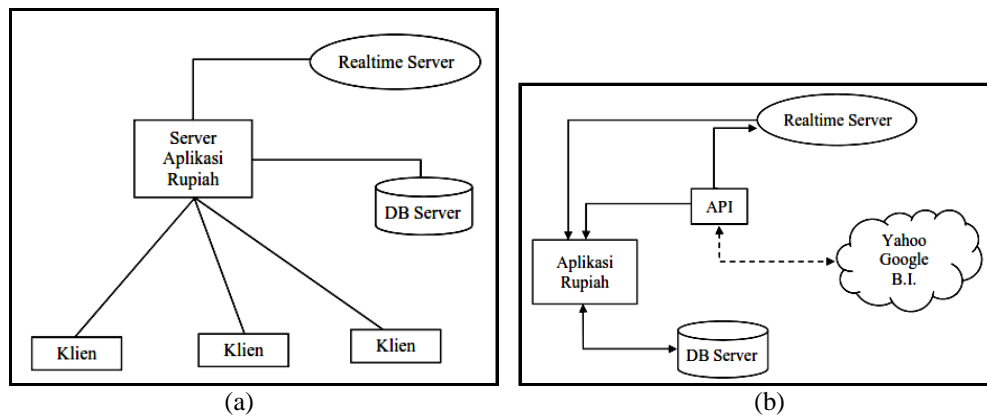 Realtime Server
Server
Aplikasi
Rupiah
DB Server
Klien
Klien
Klien
(a)
Realtime Server
API
Yahoo
Google
B.I.
Aplikasi
Rupiah
DB Server
(b)